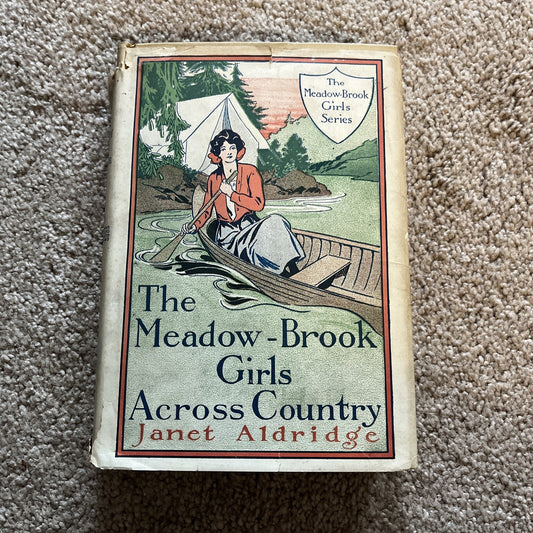 The
Meadow-Brook
Girls
Series
The
Meadow-Brook
Girls
Across Country
Janet Aldridge